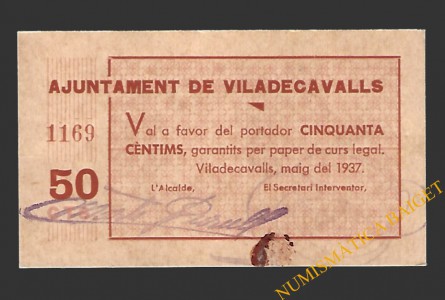 AJUNTAMENT DE VILADECAVALLS
1169
Val a favor del portador CINQUANTA
CÈNTIMS, garantits per paper de curs legal.
Viladecavalls, maig del 1937.
50
L'Alcalde,
El Secretari Interventor,
NUMISMÀTICA BAIGET